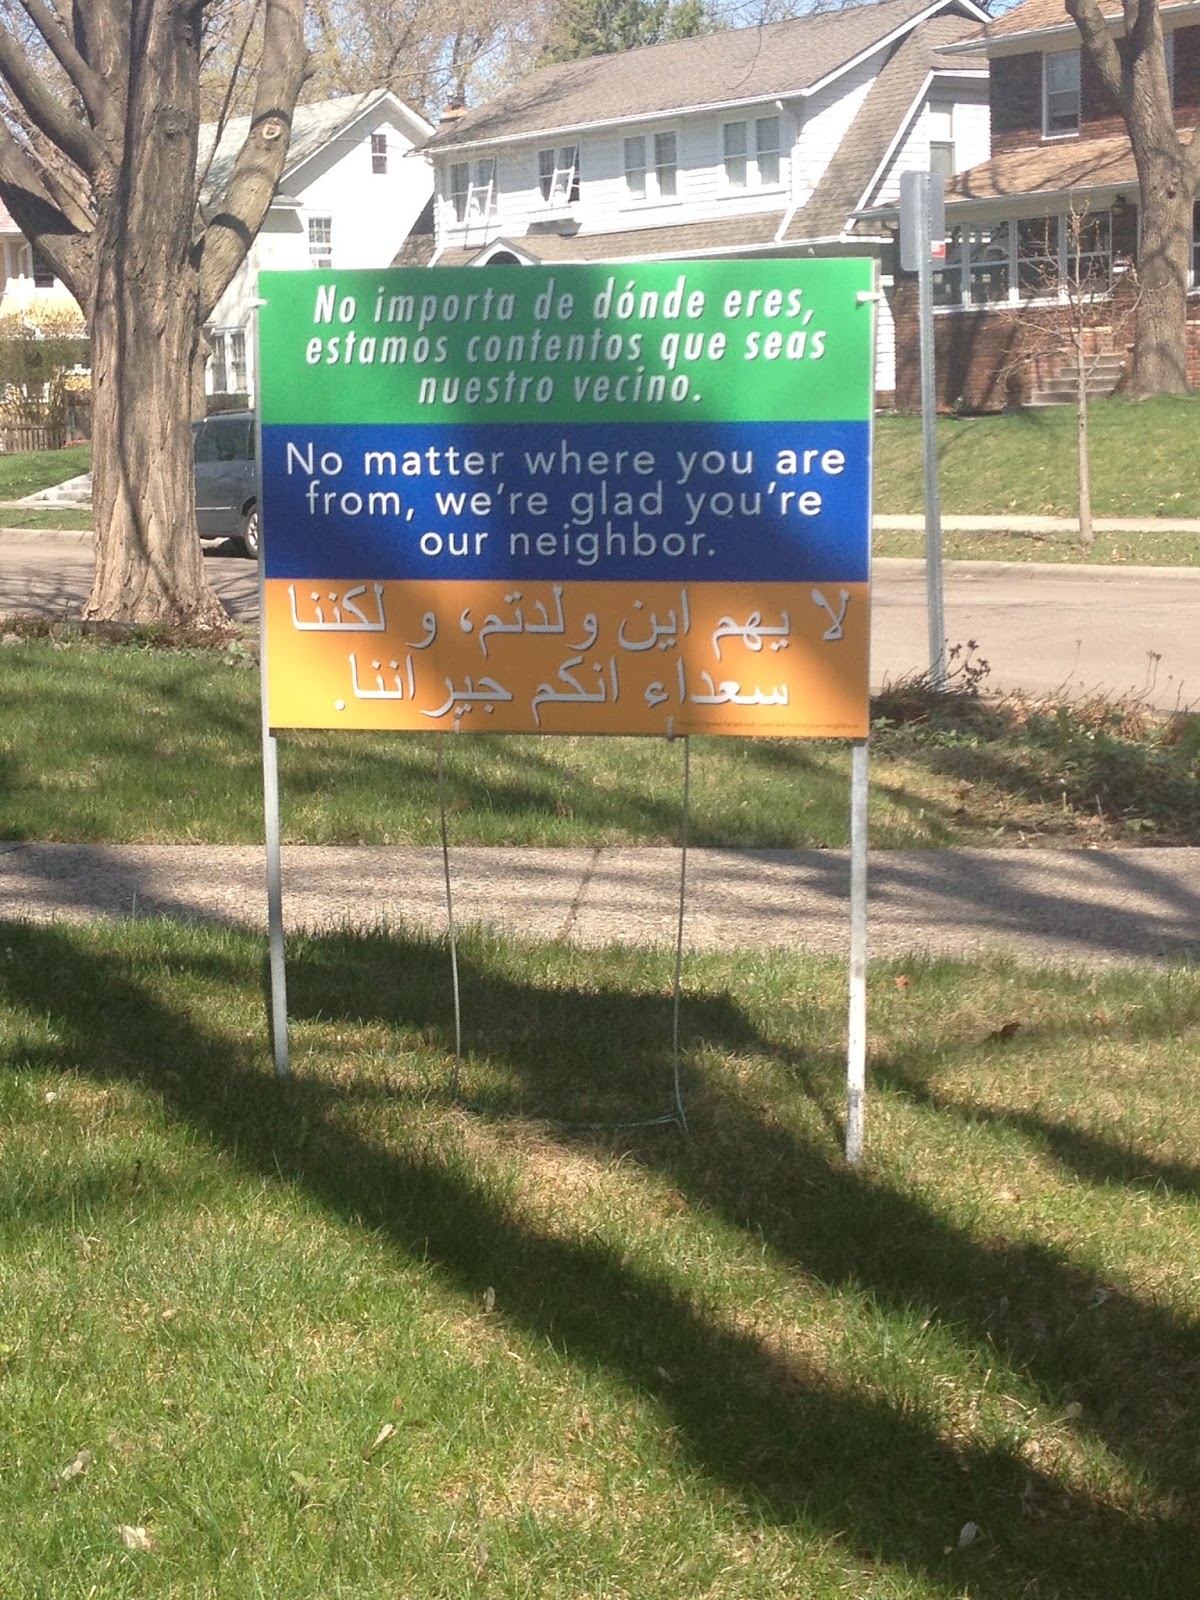 No importa de dónde eres,
estamos contentos que seas
nuestro vecino.
No matter where you are
from, we're glad you're
our neighbor.
لا يهم اين ولدتم، و لكننا
سعداء انكم جيراننا.